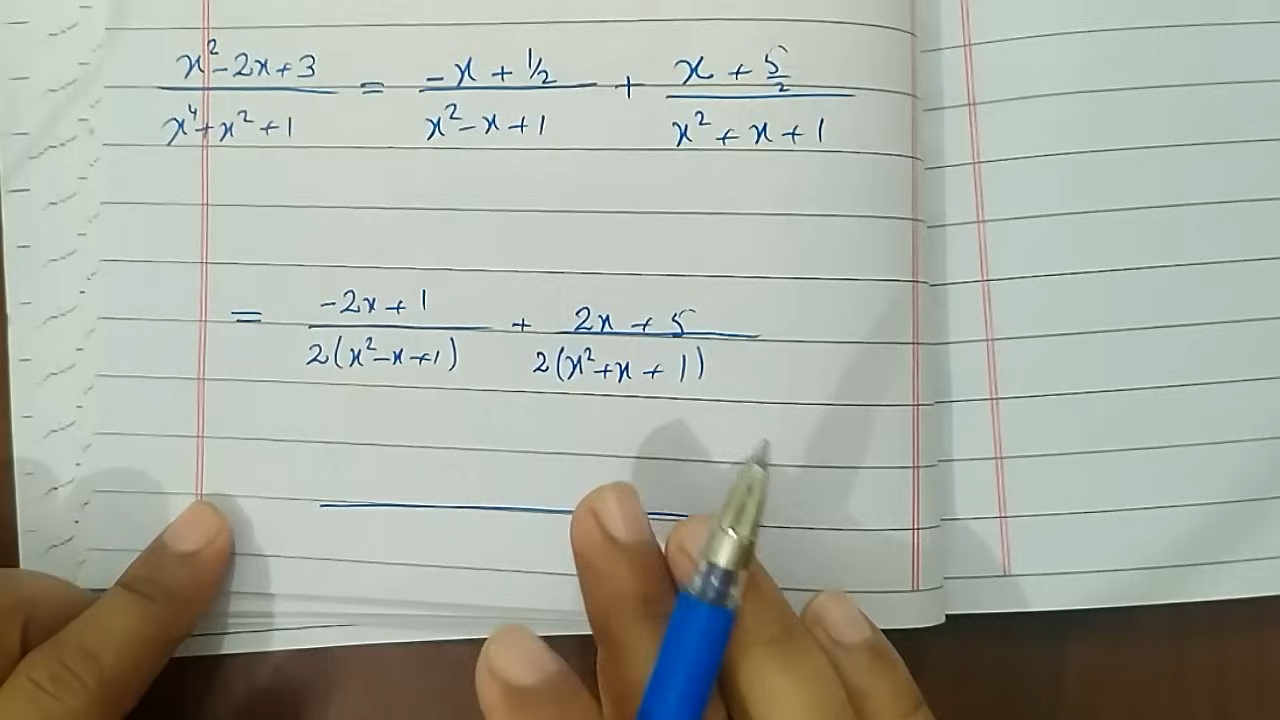 x²-2x+3 / x⁴+x²+1 = -x+1/2 / x²-x+1 + x+5/2 / x²+x+1
= -2x+1 / 2(x²-x+1) + 2x+5 / 2(x²+x+1)